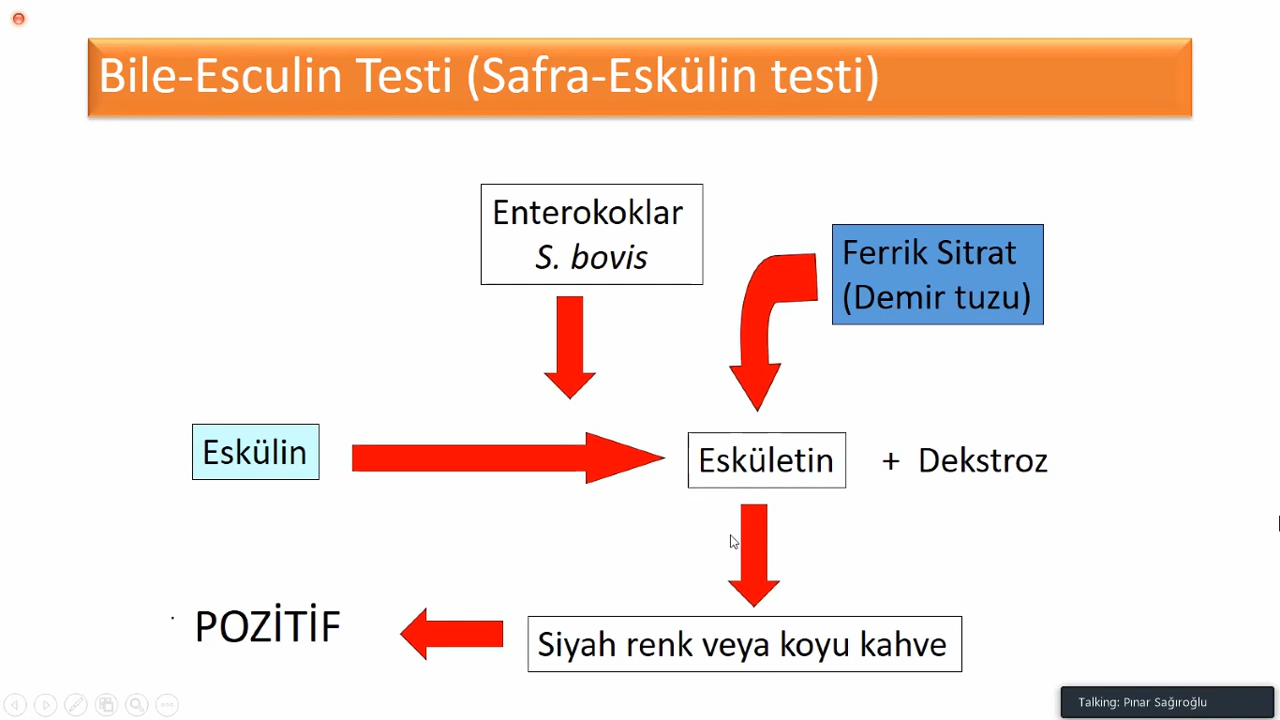 Bile-Esculin Testi (Safra-Eskülin testi)
Enterokoklar
S. bovis
Ferrik Sitrat
(Demir tuzu)
Eskülin
Eskületin
+ Dekstroz
Siyah renk veya koyu kahve
POZİTİF
Talking: Pınar Sağıroğlu